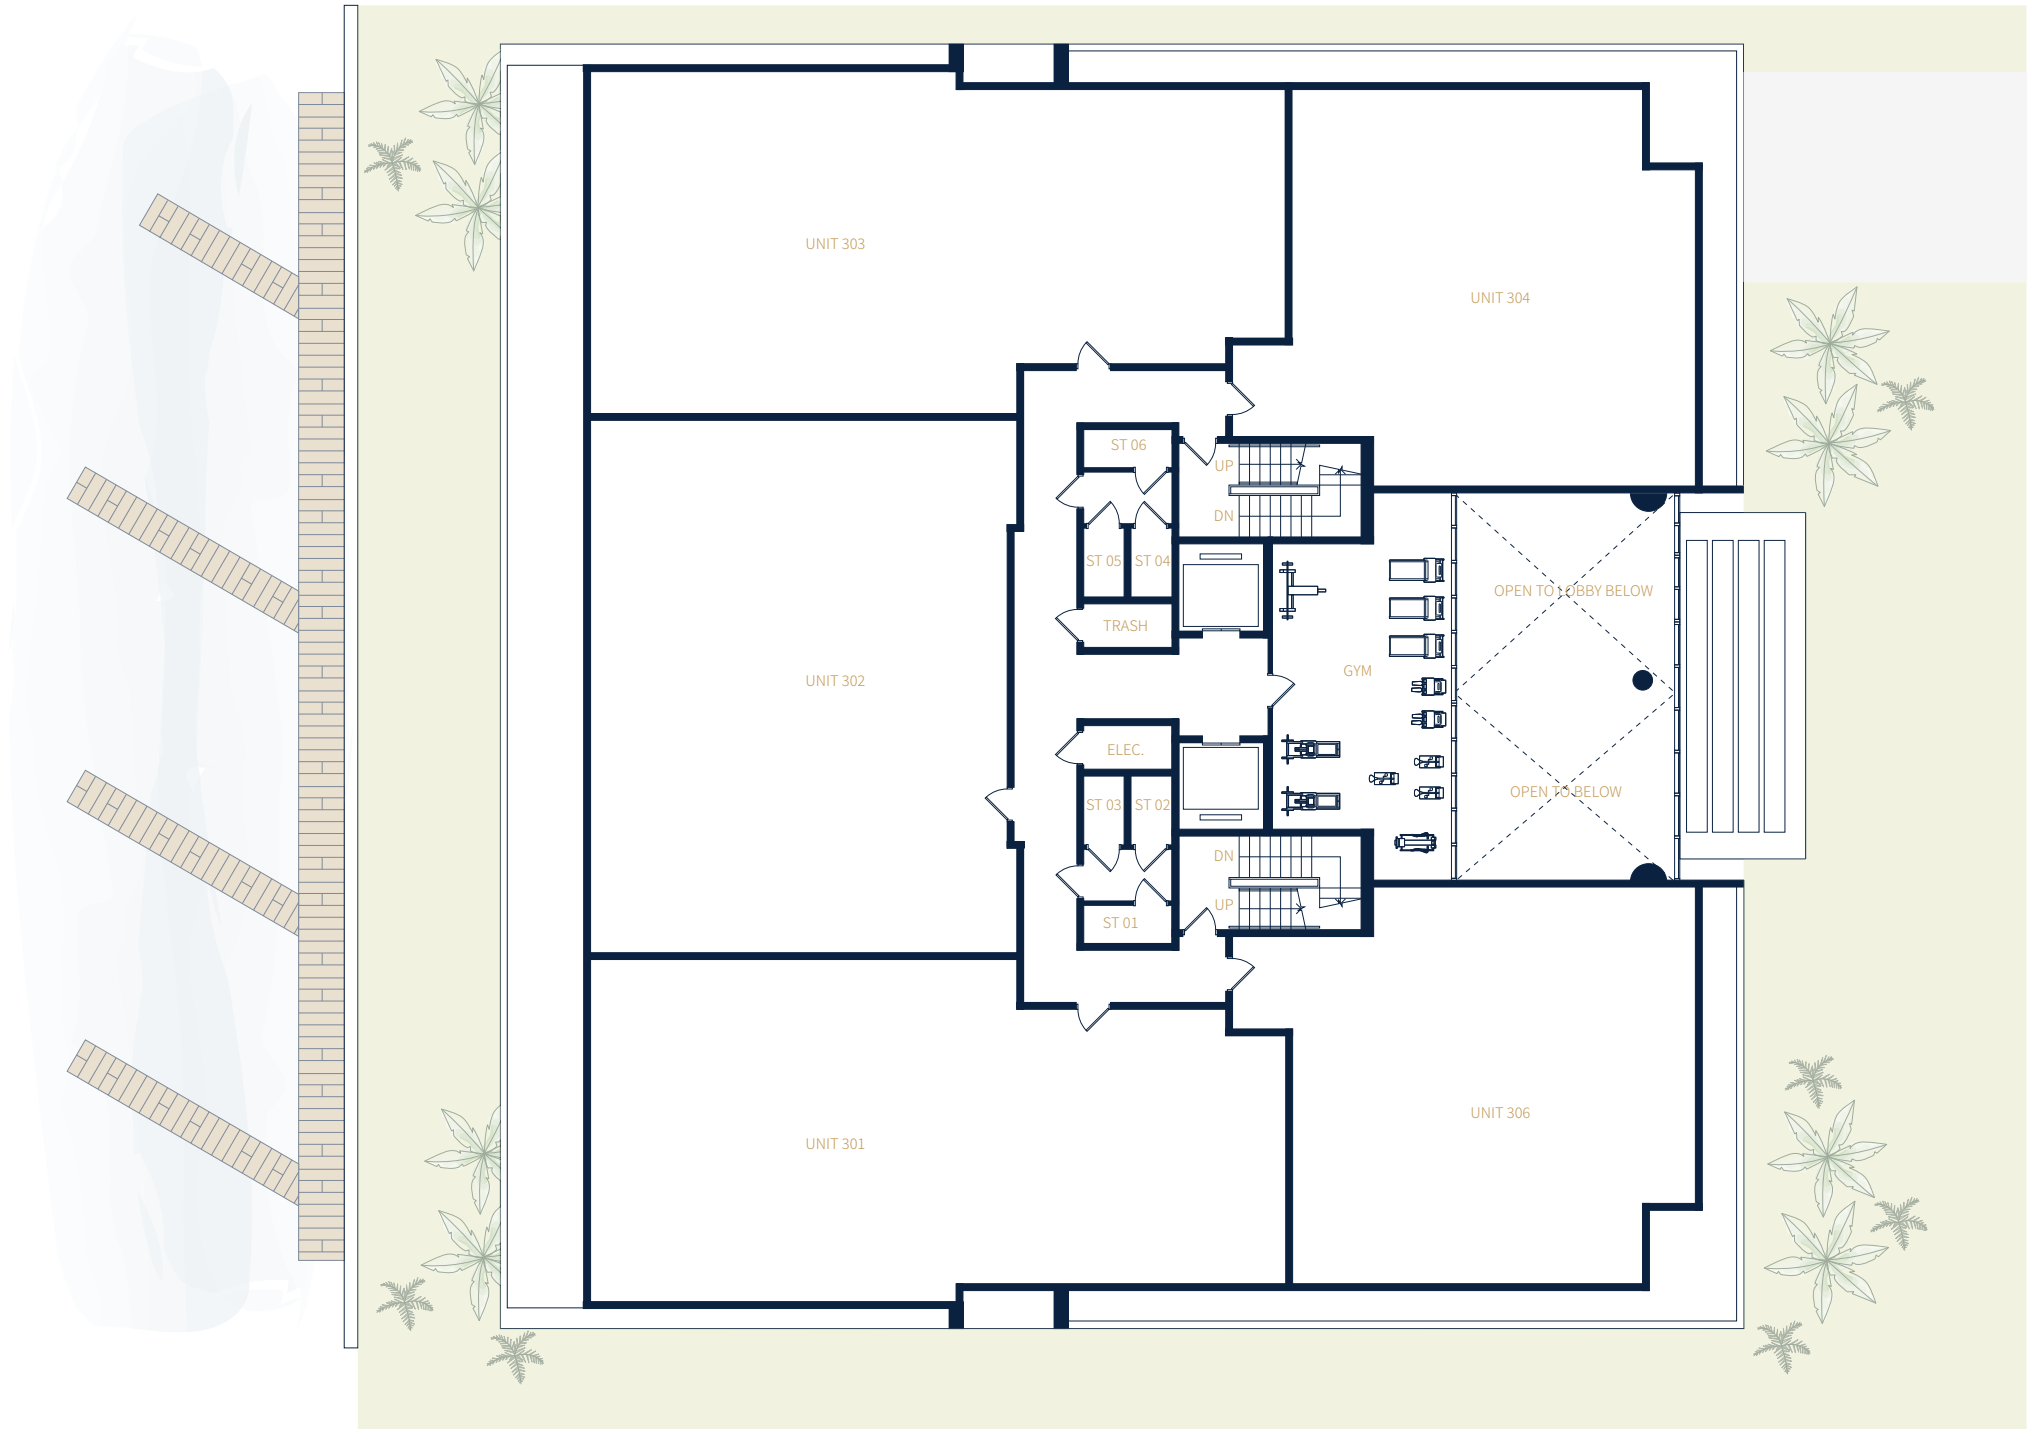 UNIT 303
UNIT 304
ST 06
UP
DN
ST 05
ST 04
OPEN TO LOBBY BELOW
TRASH
GYM
UNIT 302
ELEC.
OPEN TO BELOW
ST 03
ST 02
DN
UP
ST 01
UNIT 306
UNIT 301